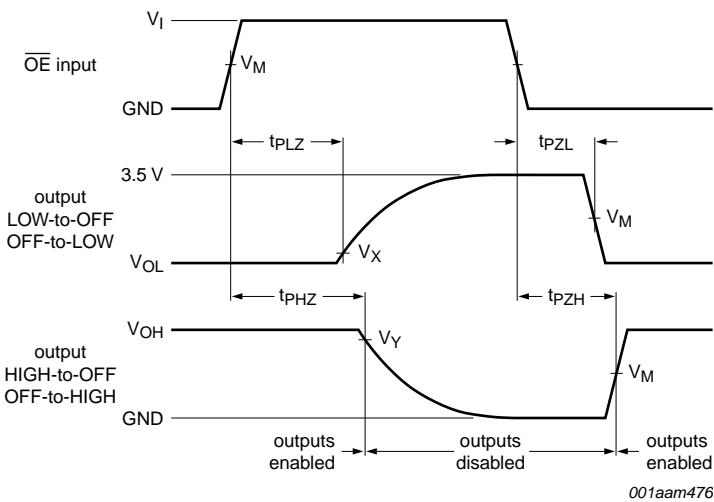 V_I
OE input
V_M
GND
t_PLZ
t_PZL
3.5 V
output
LOW-to-OFF
OFF-to-LOW
V_M
V_X
V_OL
t_PHZ
t_PZH
V_OH
V_Y
output
HIGH-to-OFF
OFF-to-HIGH
V_M
GND
outputs
enabled
outputs
disabled
outputs
enabled
001aam476